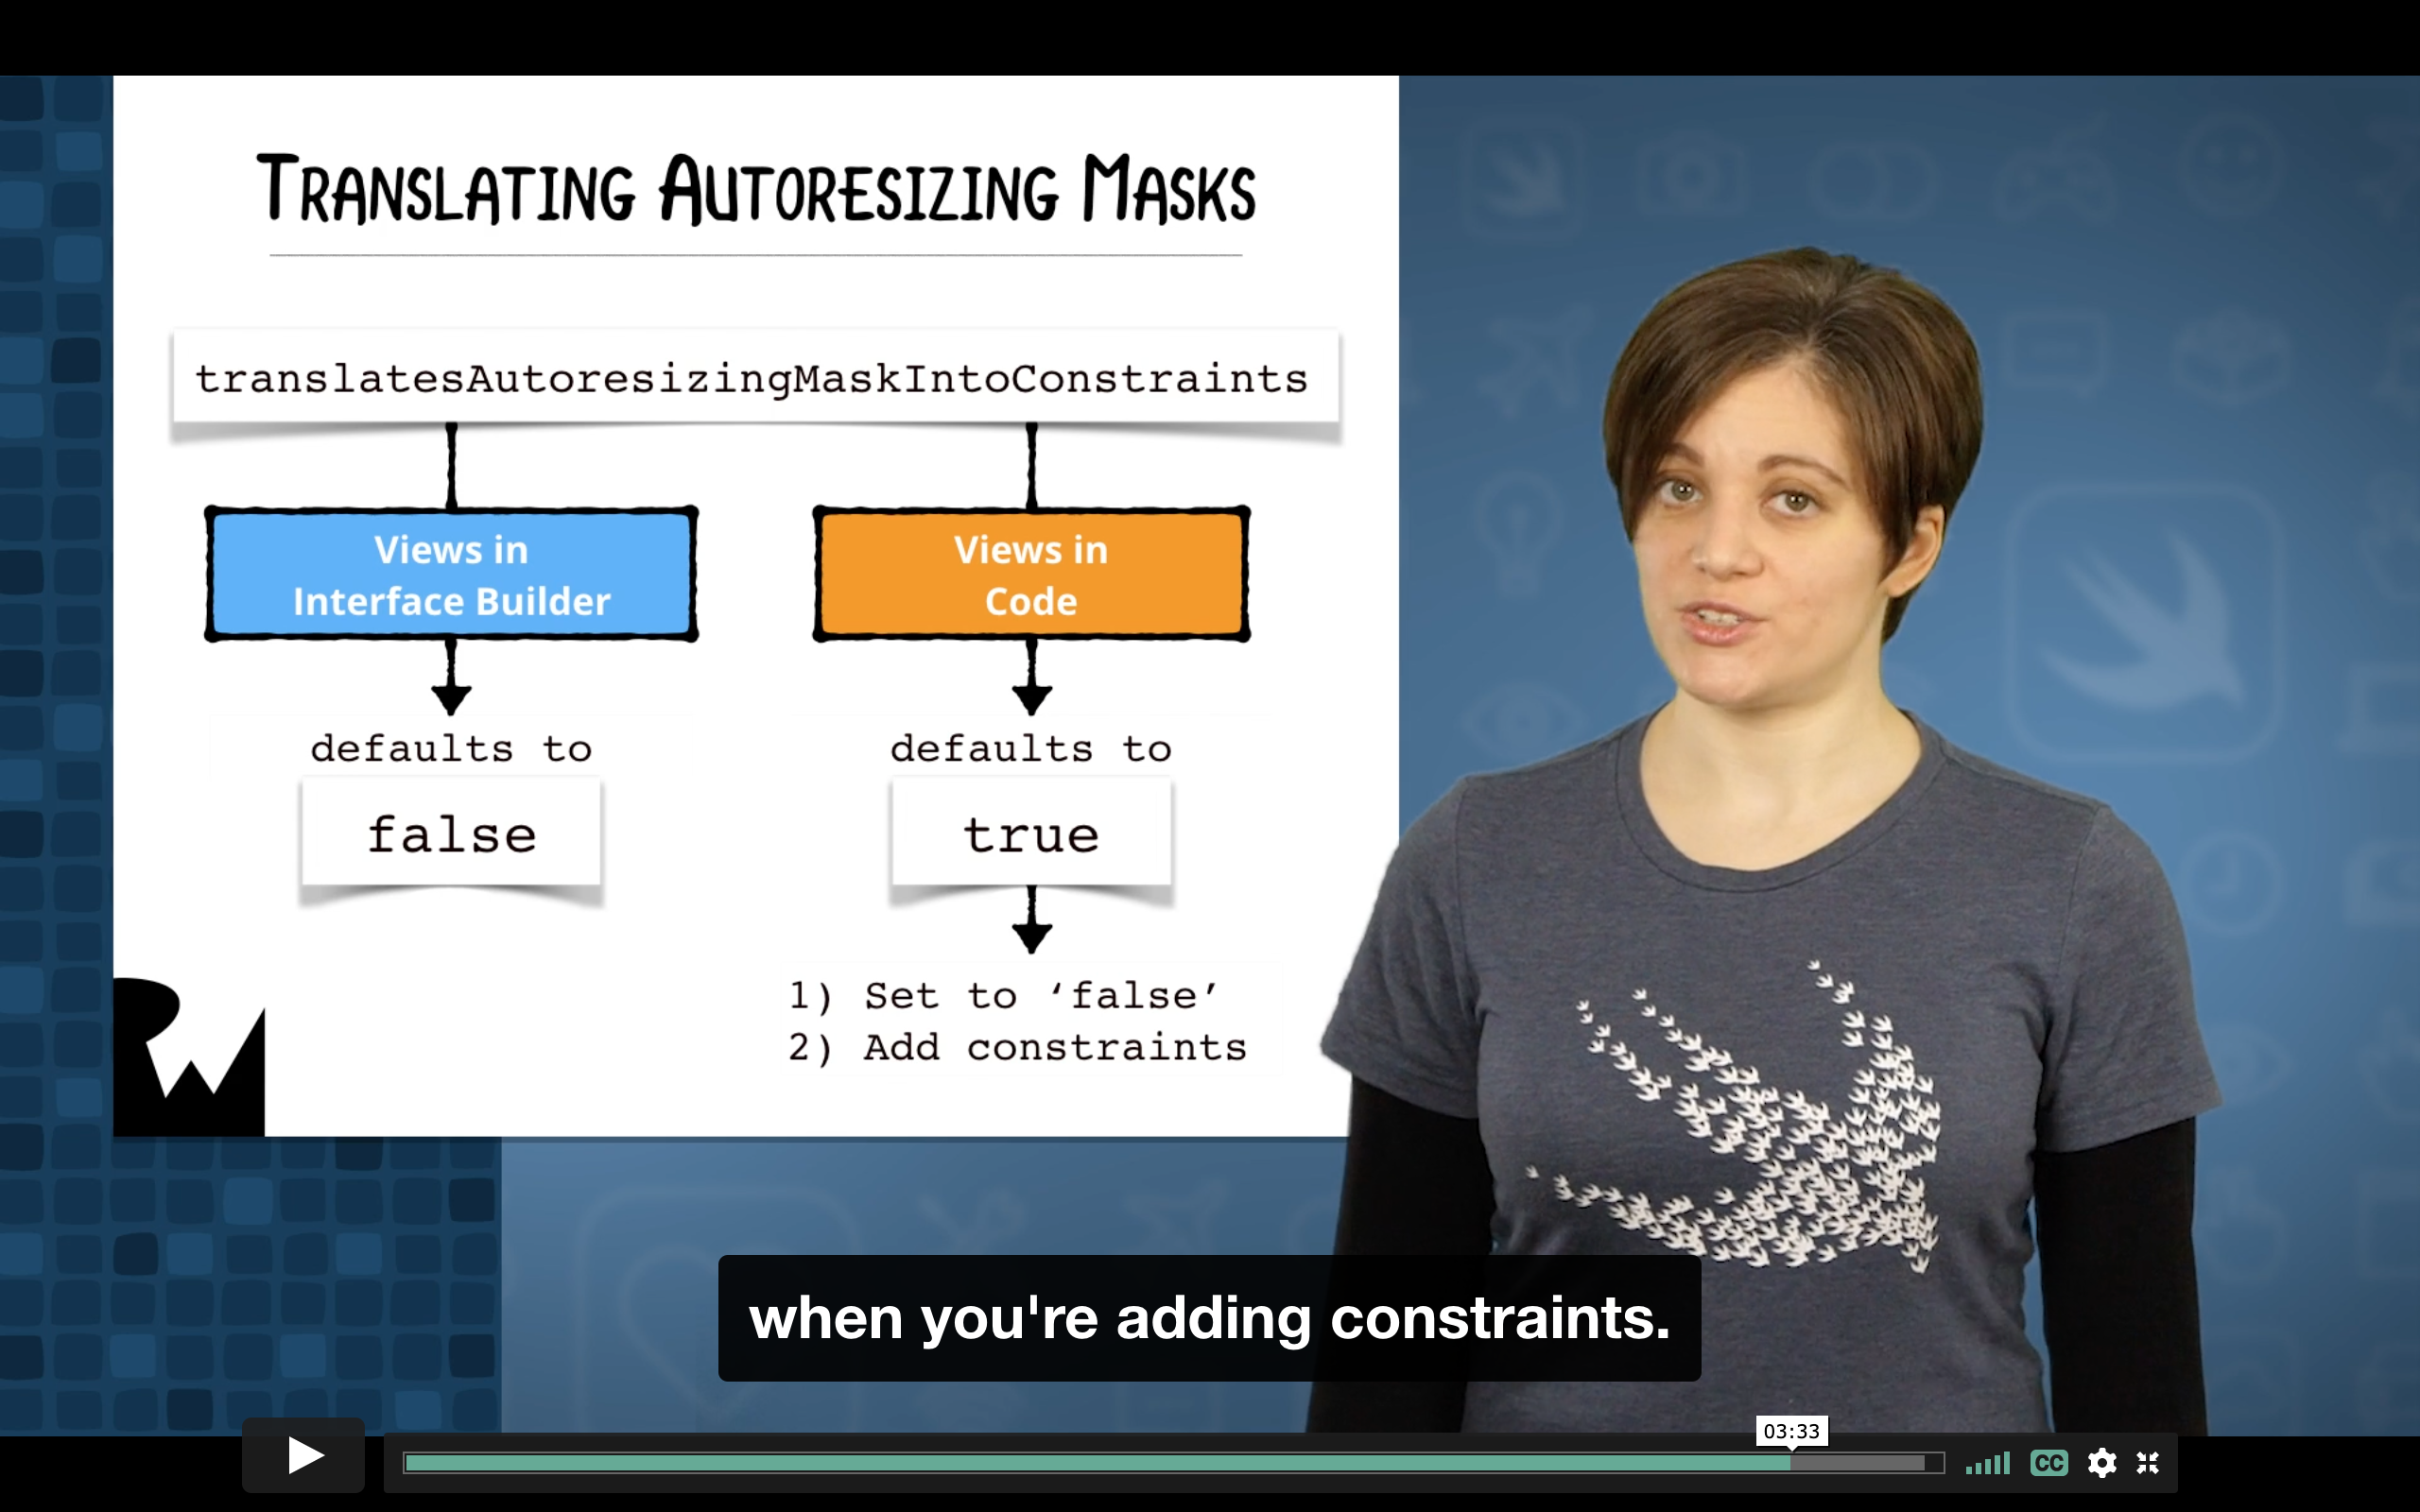 TRANSLATING AUTORESIZING MASKS
translatesAutoresizingMaskIntoConstraints
Views in
Interface Builder
Views in
Code
defaults to
false
defaults to
true
1) Set to ‘false’
2) Add constraints
RW
when you're adding constraints.
03:33
CC